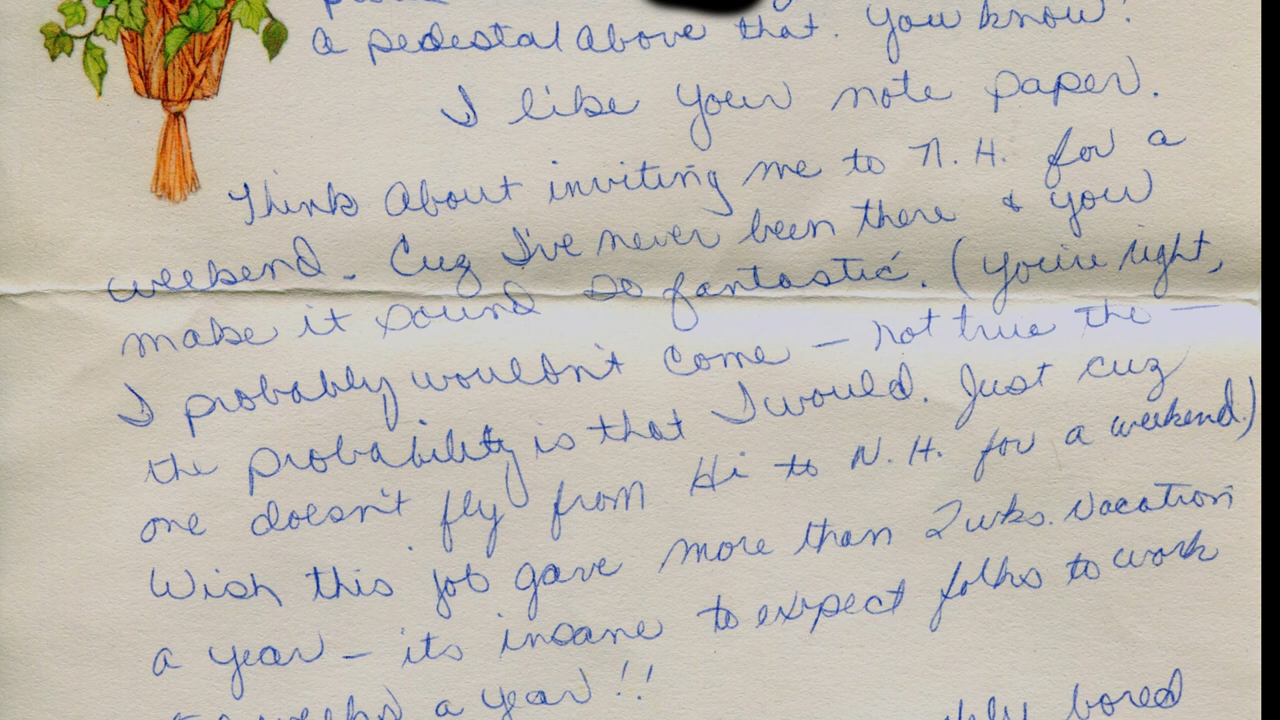 a pedestal above that. You know?
I like your note paper.
Think about inviting me to N.H. for a
weekend. Cuz I've never been there & you
make it sound so fantastic. (You're right,
I probably wouldn't come – not true tho –
the probability is that I would. Just cuz
one doesn't fly from Hi to N.H. for a weekend.)
Wish this job gave more than 2 wks. vacation
a year – its insane to expect folks to work
weeks a year!!
bored